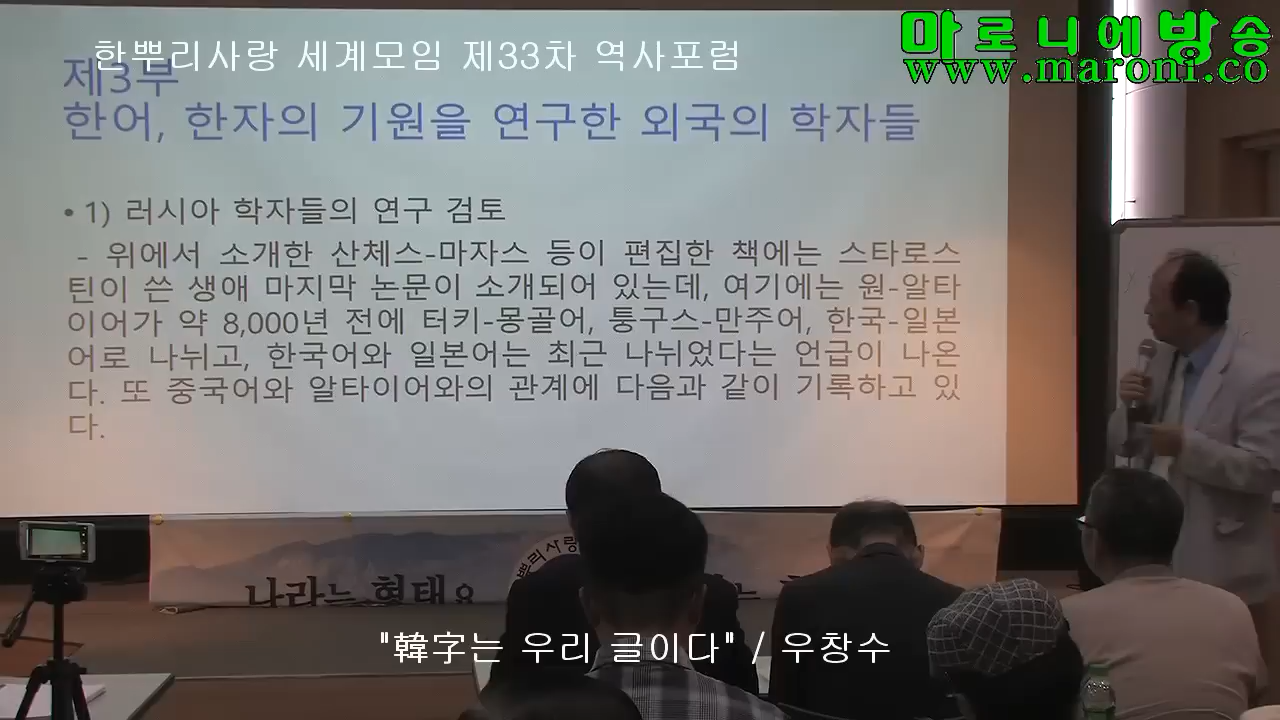 한뿌리사랑 세계모임 제33차 역사포럼
마로니에방송
www.maroni.co
제3부
한어, 한자의 기원을 연구한 외국의 학자들
• 1) 러시아 학자들의 연구 검토
- 위에서 소개한 산체스-마자스 등이 편집한 책에는 스타로스
틴이 쓴 생애 마지막 논문이 소개되어 있는데, 여기에는 원-알타
이어가 약 8,000년 전에 터키-몽골어, 퉁구스-만주어, 한국-일본
어로 나뉘고, 한국어와 일본어는 최근 나뉘었다는 언급이 나온
다. 또 중국어와 알타이어와의 관계에 다음과 같이 기록하고 있
다.
뿌리사랑
나라는 형태요
"韓字는 우리 글이다" / 우창수